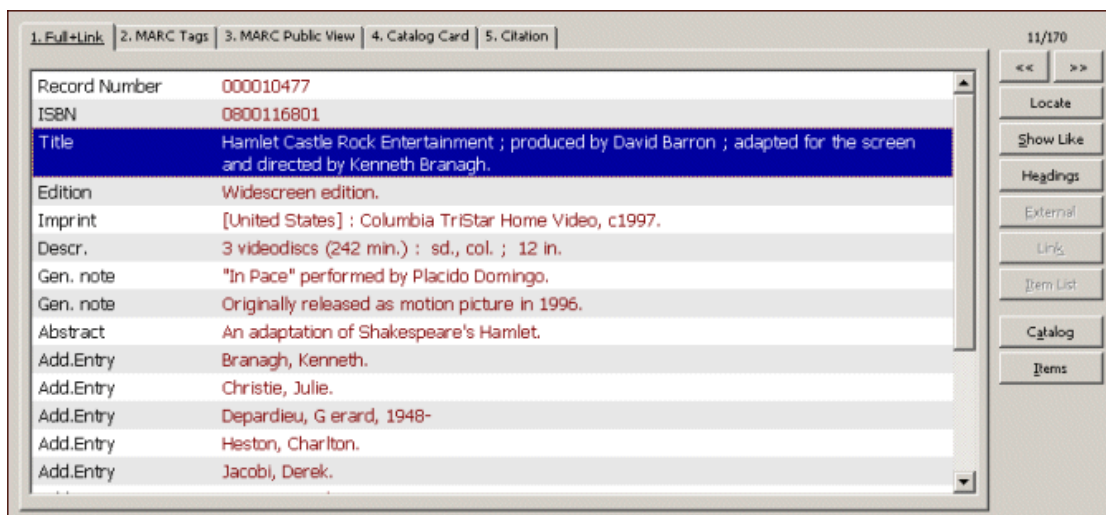 1. Full+Link 2. MARC Tags 3. MARC Public View 4. Catalog Card 5. Citation
11/170
<< >>
Record Number 000010477
ISBN 0800116801
Title Hamlet Castle Rock Entertainment ; produced by David Barron ; adapted for the screen
and directed by Kenneth Branagh.
Edition Widescreen edition.
Imprint [United States] : Columbia TriStar Home Video, c1997.
Descr. 3 videodiscs (242 min.) : sd., col. ; 12 in.
Gen. note "In Pace" performed by Placido Domingo.
Gen. note Originally released as motion picture in 1996.
Abstract An adaptation of Shakespeare's Hamlet.
Add.Entry Branagh, Kenneth.
Add.Entry Christie, Julie.
Add.Entry Depardieu, G erard, 1948-
Add.Entry Heston, Charlton.
Add.Entry Jacobi, Derek.
Locate
Show Like
Headings
External
Link
Item List
Catalog
Items